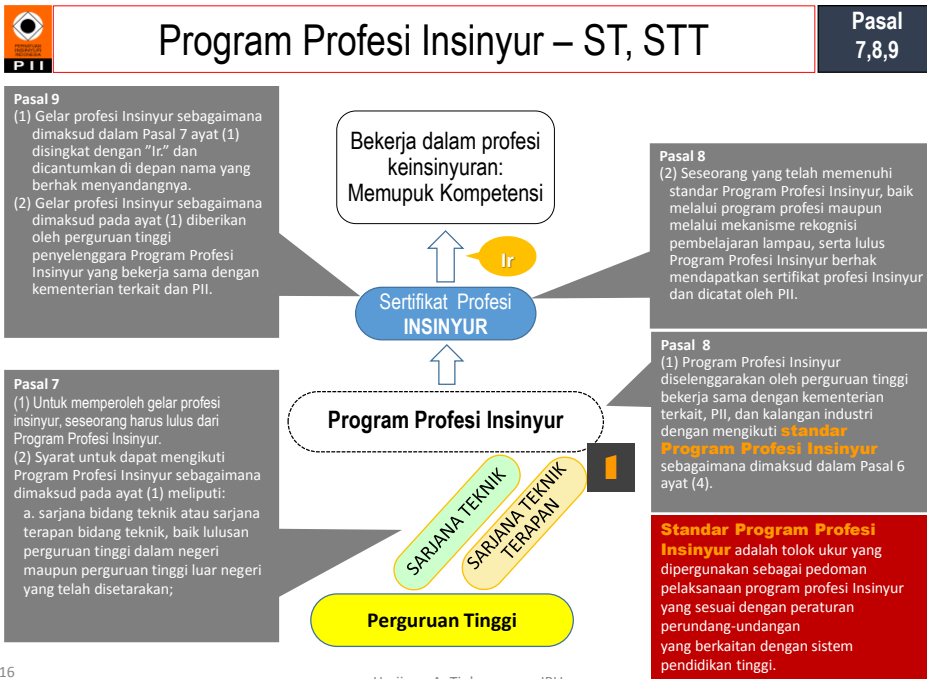 PERSATUAN
INSINYUR
INDONESIA
PII
Program Profesi Insinyur – ST, STT
Pasal
7,8,9
Pasal 9
(1) Gelar profesi Insinyur sebagaimana
dimaksud dalam Pasal 7 ayat (1)
disingkat dengan ”Ir.” dan
dicantumkan di depan nama yang
berhak menyandangnya.
(2) Gelar profesi Insinyur sebagaimana
dimaksud pada ayat (1) diberikan
oleh perguruan tinggi
penyelenggara Program Profesi
Insinyur yang bekerja sama dengan
kementerian terkait dan PII.
Bekerja dalam profesi
keinsinyuran:
Memupuk Kompetensi
Ir
Sertifikat Profesi
INSINYUR
Pasal 8
(2) Seseorang yang telah memenuhi
standar Program Profesi Insinyur, baik
melalui program profesi maupun
melalui mekanisme rekognisi
pembelajaran lampau, serta lulus
Program Profesi Insinyur berhak
mendapatkan sertifikat profesi Insinyur
dan dicatat oleh PII.
Pasal 8
(1) Program Profesi Insinyur
diselenggarakan oleh perguruan tinggi
bekerja sama dengan kementerian
terkait, PII, dan kalangan industri
dengan mengikuti standar
Program Profesi Insinyur
sebagaimana dimaksud dalam Pasal 6
ayat (4).
Pasal 7
(1) Untuk memperoleh gelar profesi
insinyur, seseorang harus lulus dari
Program Profesi Insinyur.
(2) Syarat untuk dapat mengikuti
Program Profesi Insinyur sebagaimana
dimaksud pada ayat (1) meliputi:
a. sarjana bidang teknik atau sarjana
terapan bidang teknik, baik lulusan
perguruan tinggi dalam negeri
maupun perguruan tinggi luar negeri
yang telah disetarakan;
Program Profesi Insinyur
1
SARJANA TEKNIK
SARJANA TEKNIK
TERAPAN
Perguruan Tinggi
Standar Program Profesi
Insinyur adalah tolok ukur yang
dipergunakan sebagai pedoman
pelaksanaan program profesi Insinyur
yang sesuai dengan peraturan
perundang-undangan
yang berkaitan dengan sistem
pendidikan tinggi.
16